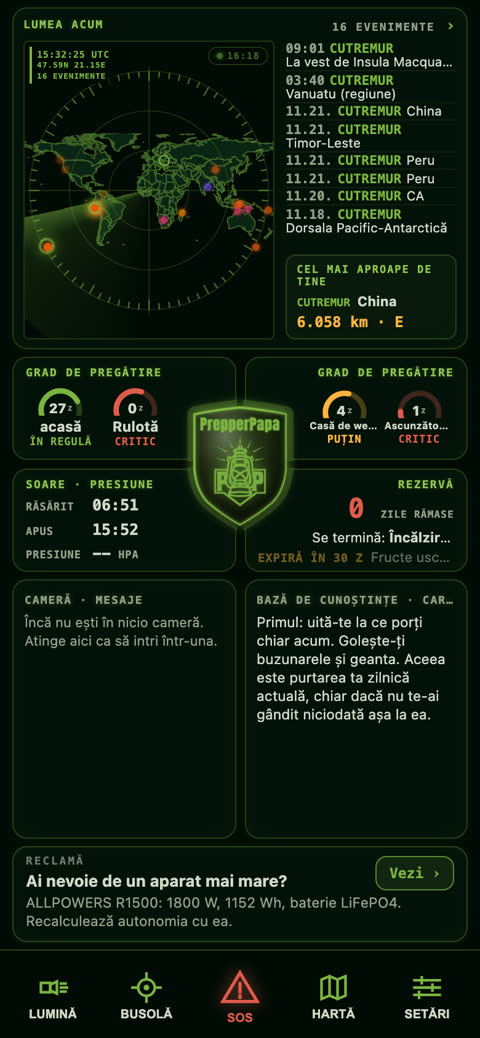 LUMEA ACUM
16 EVENIMENTE ›
15:32:25 UTC
47.59N 21.15E
16 EVENIMENTE
16:18
09:01 CUTREMUR
La vest de Insula Macqua...
03:40 CUTREMUR
Vanuatu (regiune)
11.21. CUTREMUR China
11.21. CUTREMUR
Timor-Leste
11.21. CUTREMUR Peru
11.21. CUTREMUR Peru
11.20. CUTREMUR CA
11.18. CUTREMUR
Dorsala Pacific-Antarctică
CEL MAI APROAPE DE
TINE
CUTREMUR China
6.058 km · E
GRAD DE PREGĂTIRE
27 z
acasă
ÎN REGULĂ
0 z
Rulotă
CRITIC
GRAD DE PREGĂTIRE
4 z
Casă de we...
PUȚIN
1 z
Ascunzăto...
CRITIC
PrepperPapa
P P
SOARE · PRESIUNE
RĂSĂRIT 06:51
APUS 15:52
PRESIUNE —— HPA
REZERVĂ
0 ZILE RĂMASE
Se termină: Încălzir...
EXPIRĂ ÎN 30 Z Fructe usc...
CAMERĂ · MESAJE
Încă nu ești în nicio cameră.
Atinge aici ca să intri într-una.
BAZĂ DE CUNOȘTINȚE · CAR...
Primul: uită-te la ce porți
chiar acum. Golește-ți
buzunarele și geanta. Aceea
este purtarea ta zilnică
actuală, chiar dacă nu te-ai
gândit niciodată așa la ea.
RECLAMĂ
Ai nevoie de un aparat mai mare?
ALLPOWERS R1500: 1800 W, 1152 Wh, baterie LiFePO4.
Recalculează autonomia cu ea.
Vezi ›
LUMINĂ
BUSOLĂ
SOS
HARTĂ
SETĂRI